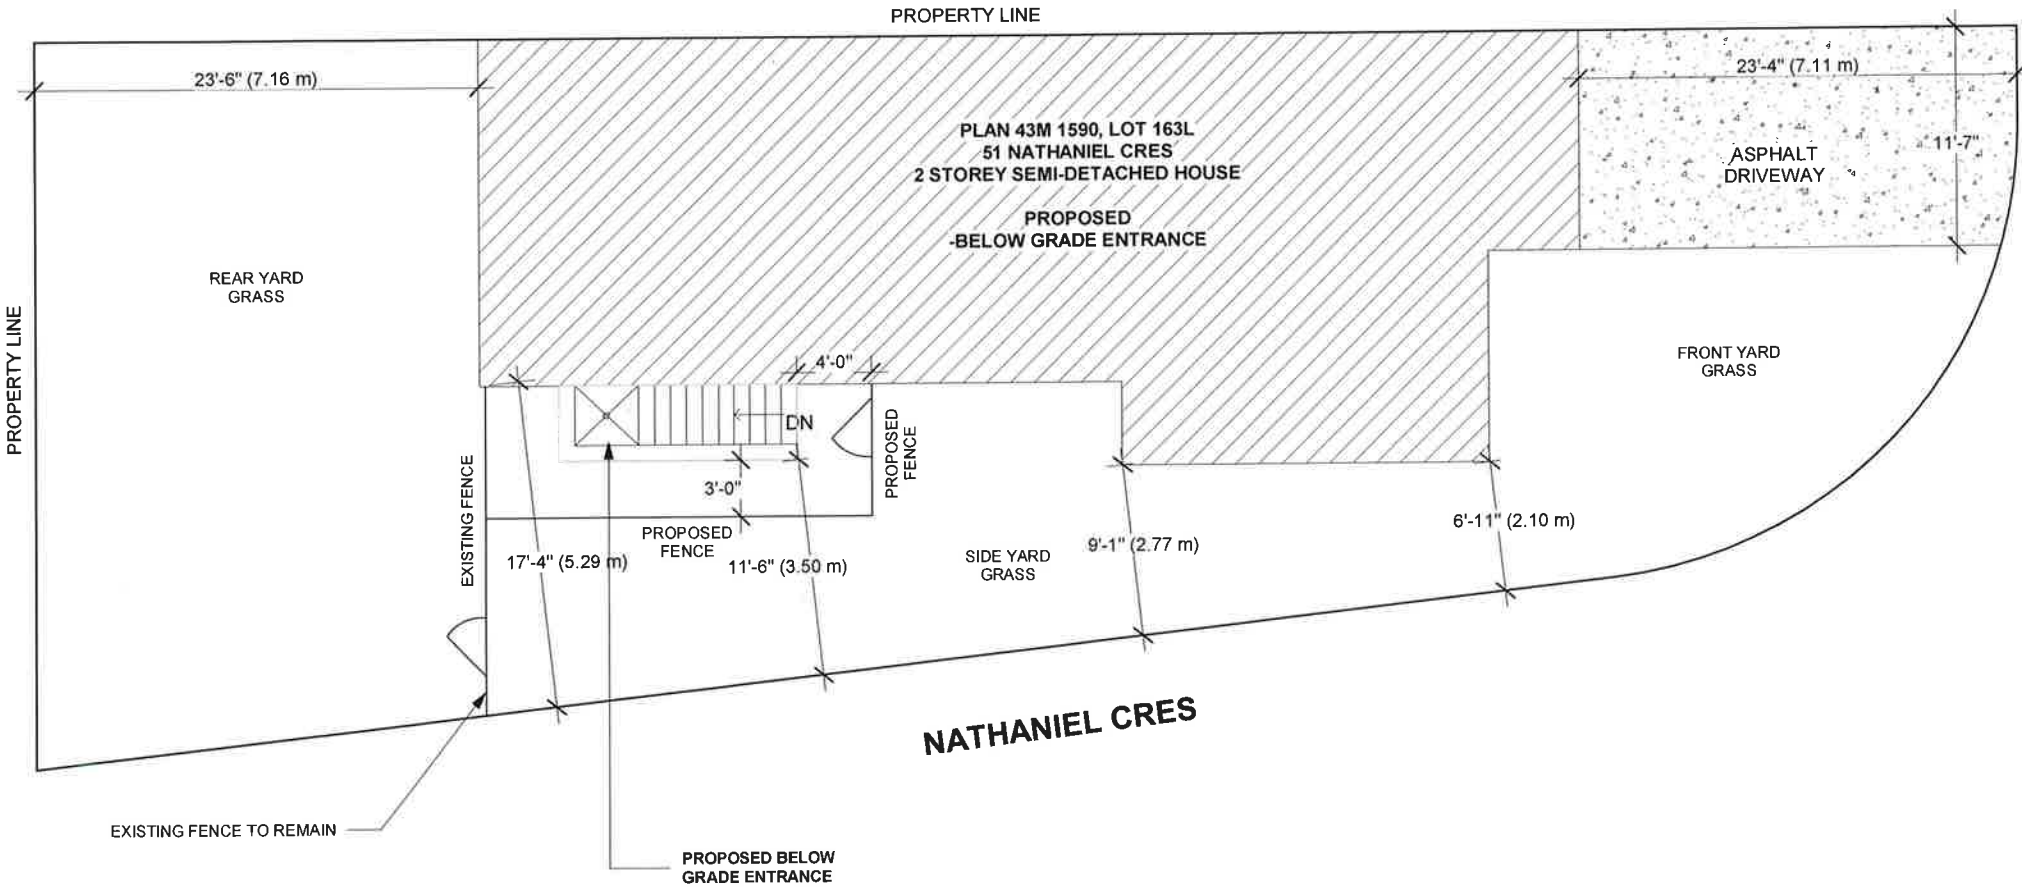 PROPERTY LINE
23'-6" (7.16 m)
23'-4" (7.11 m)
PLAN 43M 1590, LOT 163L
51 NATHANIEL CRES
2 STOREY SEMI-DETACHED HOUSE
PROPOSED
-BELOW GRADE ENTRANCE
ASPHALT
DRIVEWAY
11'-7"
REAR YARD
GRASS
PROPERTY LINE
FRONT YARD
GRASS
4'-0"
DN
PROPOSED
FENCE
EXISTING FENCE
3'-0"
PROPOSED
FENCE
17'-4" (5.29 m)
11'-6" (3.50 m)
SIDE YARD
GRASS
9'-1" (2.77 m)
6'-11" (2.10 m)
NATHANIEL CRES
EXISTING FENCE TO REMAIN
PROPOSED BELOW
GRADE ENTRANCE